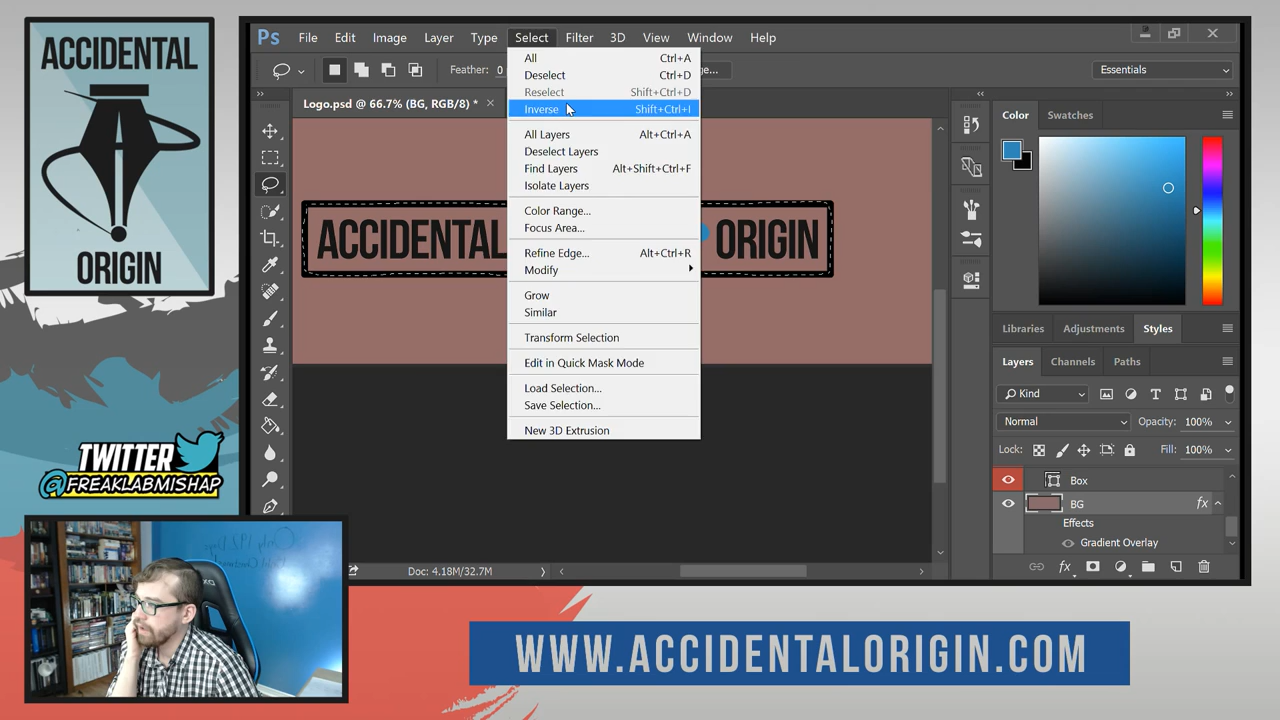 ACCIDENTAL
ORIGIN
TWITTER
@FREAKLABMISHAP
Ps File Edit Image Layer Type Select Filter 3D View Window Help
Feather: 0
ge...
Essentials
Logo.psd @ 66.7% (BG, RGB/8) *
All Ctrl+A
Deselect Ctrl+D
Reselect Shift+Ctrl+D
Inverse Shift+Ctrl+I
All Layers Alt+Ctrl+A
Deselect Layers
Find Layers Alt+Shift+Ctrl+F
Isolate Layers
Color Range...
Focus Area...
Refine Edge... Alt+Ctrl+R
Modify
Grow
Similar
Transform Selection
Edit in Quick Mask Mode
Load Selection...
Save Selection...
New 3D Extrusion
ACCIDENTAL ORIGIN
Doc: 4.18M/32.7M
Color Swatches
Libraries Adjustments Styles
Layers Channels Paths
Kind
Normal Opacity: 100%
Lock: Fill: 100%
Box
BG fx
Effects
Gradient Overlay
fx
WWW.ACCIDENTALORIGIN.COM